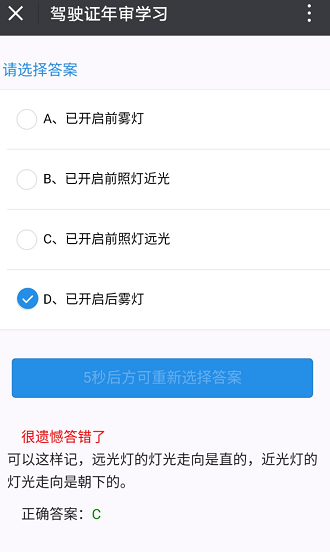 驾驶证年审学习
请选择答案
A、已开启前雾灯
B、已开启前照灯近光
C、已开启前照灯远光
D、已开启后雾灯
5秒后方可重新选择答案
很遗憾答错了
可以这样记，远光灯的灯光走向是直的，近光灯的
灯光走向是朝下的。
正确答案：C